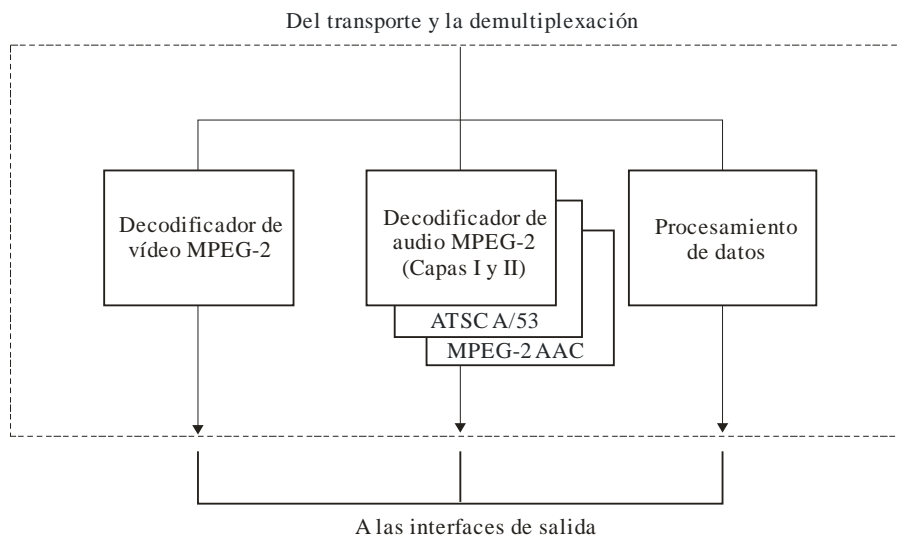 Del transporte y la demultiplexación
Decodificador de
vídeo MPEG-2
Decodificador de
audio MPEG-2
(Capas I y II)
ATSC A/53
MPEG-2 AAC
Procesamiento
de datos
A las interfaces de salida